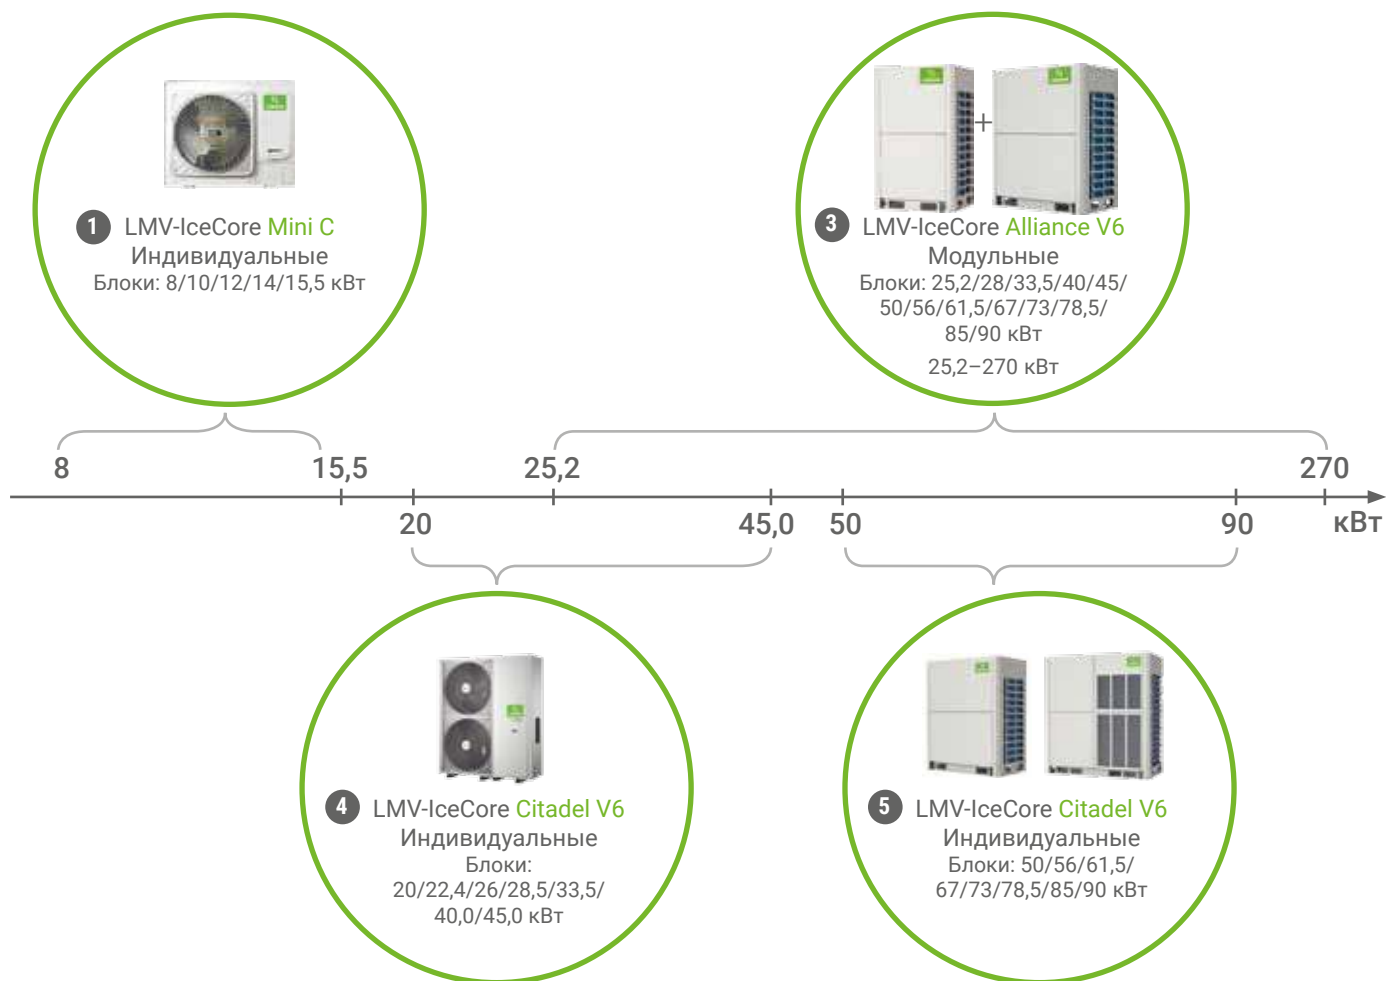 1 LMV-IceCore Mini C
Индивидуальные
Блоки: 8/10/12/14/15,5 кВт
3 LMV-IceCore Alliance V6
Модульные
Блоки: 25,2/28/33,5/40/45/
50/56/61,5/67/73/78,5/
85/90 кВт
25,2–270 кВт
+
8
15,5
25,2
270
20
45,0
50
90
кВт
4 LMV-IceCore Citadel V6
Индивидуальные
Блоки:
20/22,4/26/28,5/33,5/
40,0/45,0 кВт
5 LMV-IceCore Citadel V6
Индивидуальные
Блоки: 50/56/61,5/
67/73/78,5/85/90 кВт